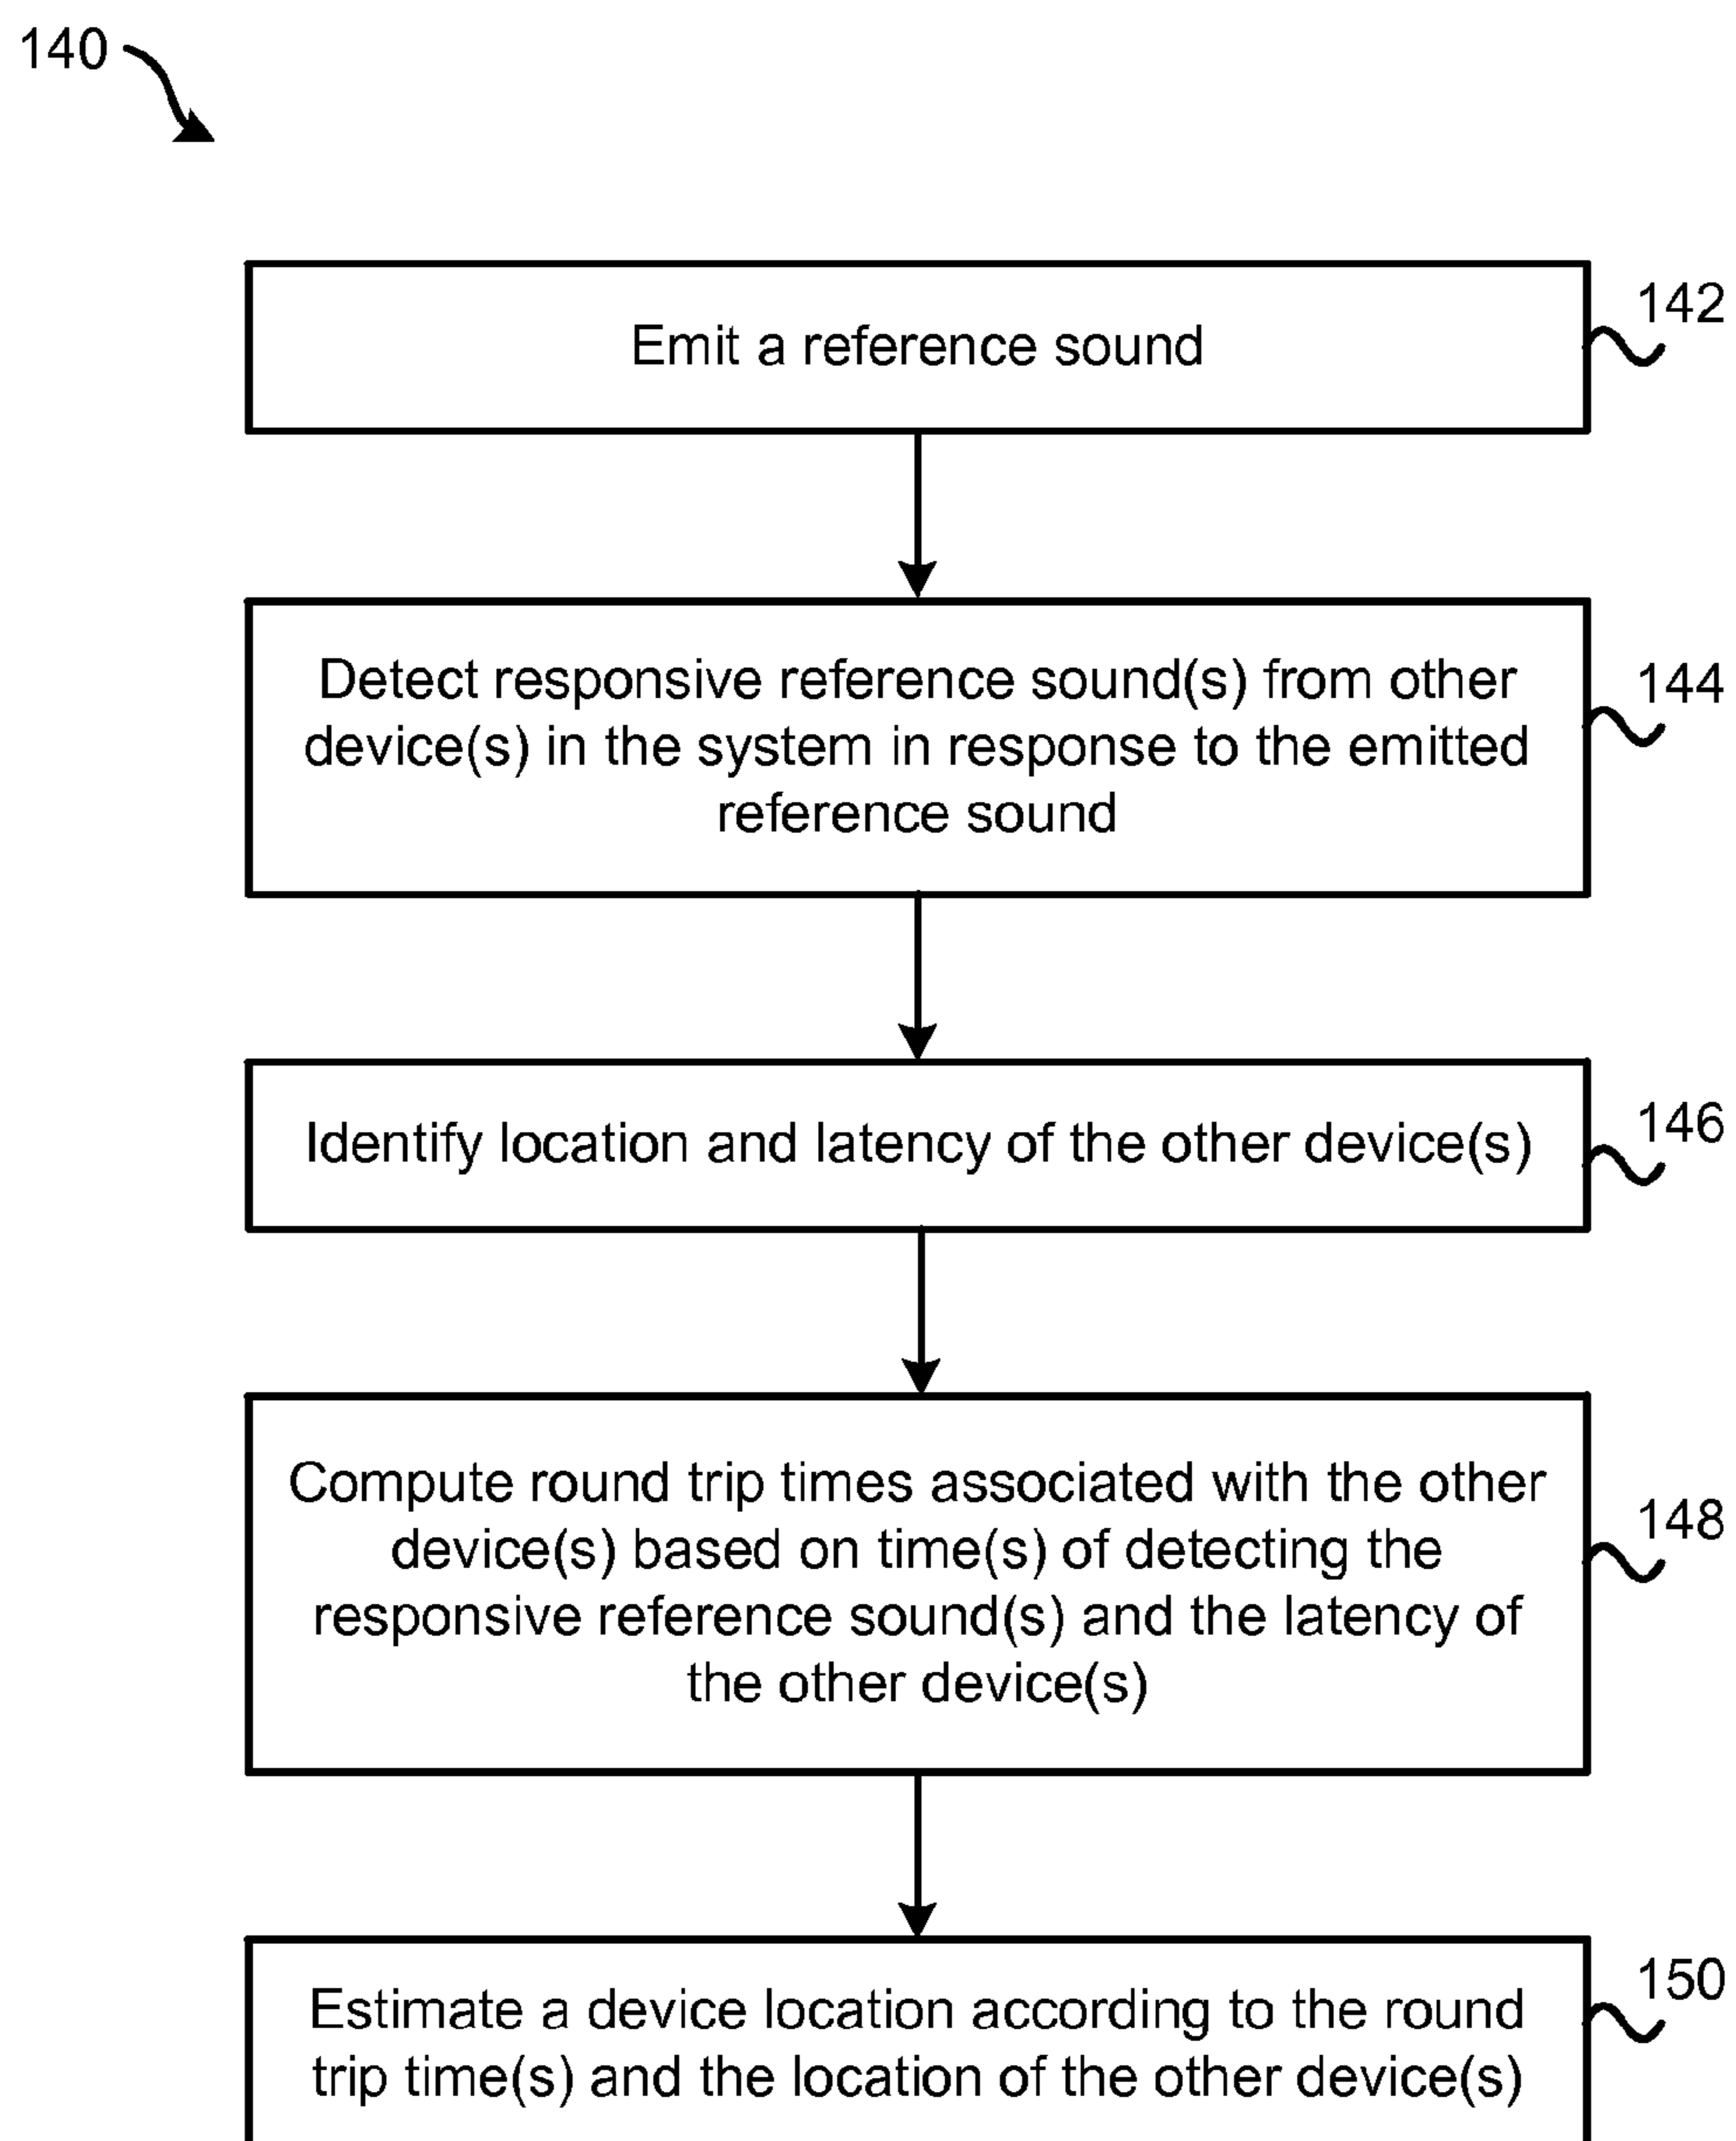 140
Emit a reference sound
142
Detect responsive reference sound(s) from other
device(s) in the system in response to the emitted
reference sound
144
Identify location and latency of the other device(s)
146
Compute round trip times associated with the other
device(s) based on time(s) of detecting the
responsive reference sound(s) and the latency of
the other device(s)
148
Estimate a device location according to the round
trip time(s) and the location of the other device(s)
150